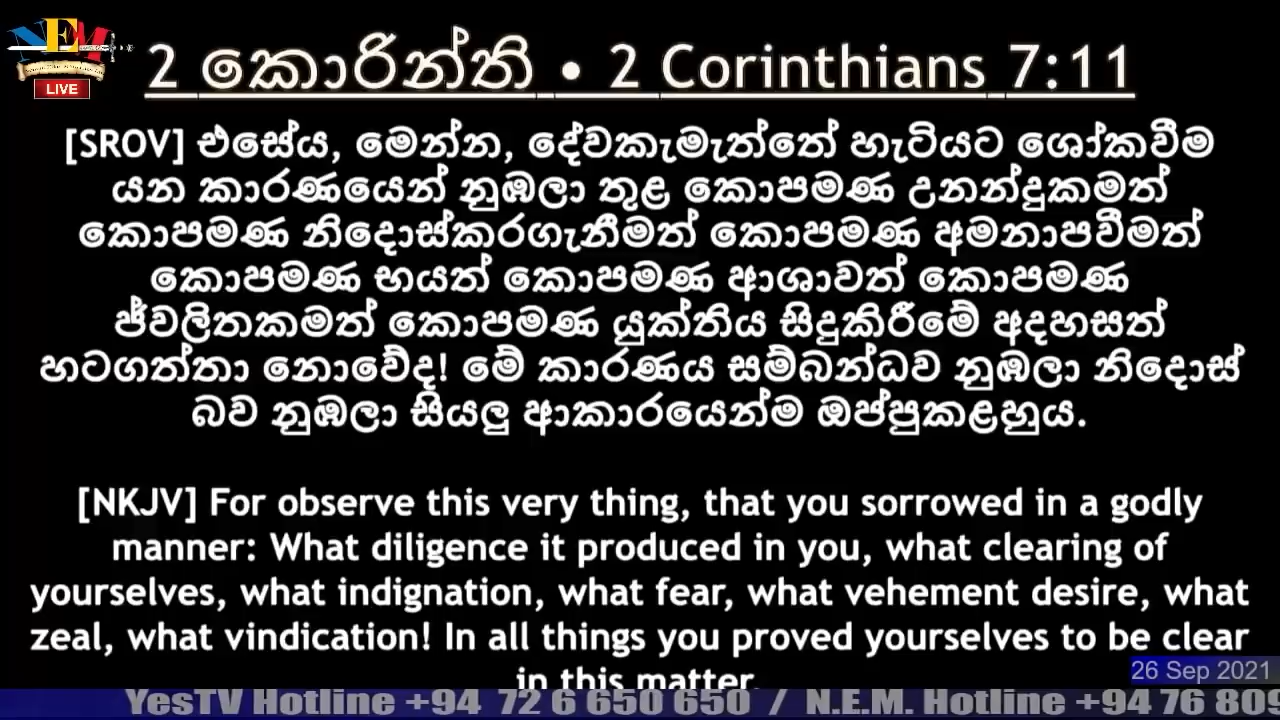 NEM
LIVE
2 කොරින්ති • 2 Corinthians 7:11
[SROV] එසේය, මෙන්න, දේවකැමැත්තේ හැටියට ශෝකවීම
යන කාරණයෙන් නුඹලා තුළ කොපමණ උනන්දුකමත්
කොපමණ නිදොස්කරගැනීමත් කොපමණ අමනාපවීමත්
කොපමණ භයත් කොපමණ ආශාවත් කොපමණ
ජ්වලිතකමත් කොපමණ යුක්තිය සිදුකිරීමේ අදහසත්
හටගත්තා නොවේද! මේ කාරණය සම්බන්ධව නුඹලා නිදොස්
බව නුඹලා සියලු ආකාරයෙන්ම ඔප්පුකළහුය.
[NKJV] For observe this very thing, that you sorrowed in a godly
manner: What diligence it produced in you, what clearing of
yourselves, what indignation, what fear, what vehement desire, what
zeal, what vindication! In all things you proved yourselves to be clear
in this matter.
26 Sep 2021
YesTV Hotline +94 72 6 650 650 / N.E.M. Hotline +94 76 809